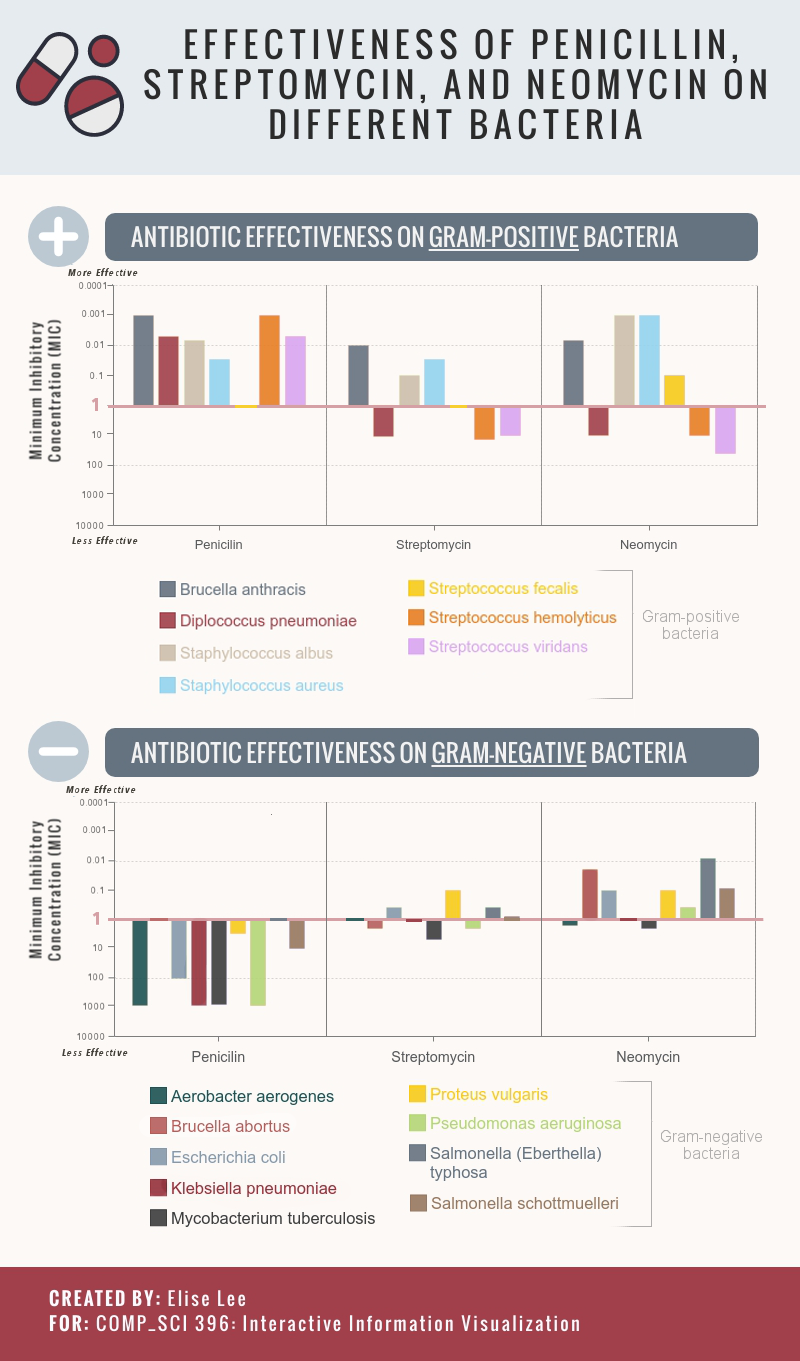 EFFECTIVENESS OF PENICILLIN,
STREPTOMYCIN, AND NEOMYCIN ON
DIFFERENT BACTERIA
ANTIBIOTIC EFFECTIVENESS ON GRAM-POSITIVE BACTERIA
More Effective
Minimum Inhibitory
Concentration (MIC)
0.0001
0.001
0.01
0.1
1
10
100
1000
10000
Less Effective
Penicilin
Streptomycin
Neomycin
Brucella anthracis
Diplococcus pneumoniae
Staphylococcus albus
Staphylococcus aureus
Streptococcus fecalis
Streptococcus hemolyticus
Streptococcus viridans
Gram-positive
bacteria
ANTIBIOTIC EFFECTIVENESS ON GRAM-NEGATIVE BACTERIA
More Effective
Minimum Inhibitory
Concentration (MIC)
0.0001
0.001
0.01
0.1
1
10
100
1000
10000
Less Effective
Penicilin
Streptomycin
Neomycin
Aerobacter aerogenes
Brucella abortus
Escherichia coli
Klebsiella pneumoniae
Mycobacterium tuberculosis
Proteus vulgaris
Pseudomonas aeruginosa
Salmonella (Eberthella)
typhosa
Salmonella schottmuelleri
Gram-negative
bacteria
CREATED BY: Elise Lee
FOR: COMP_SCI 396: Interactive Information Visualization